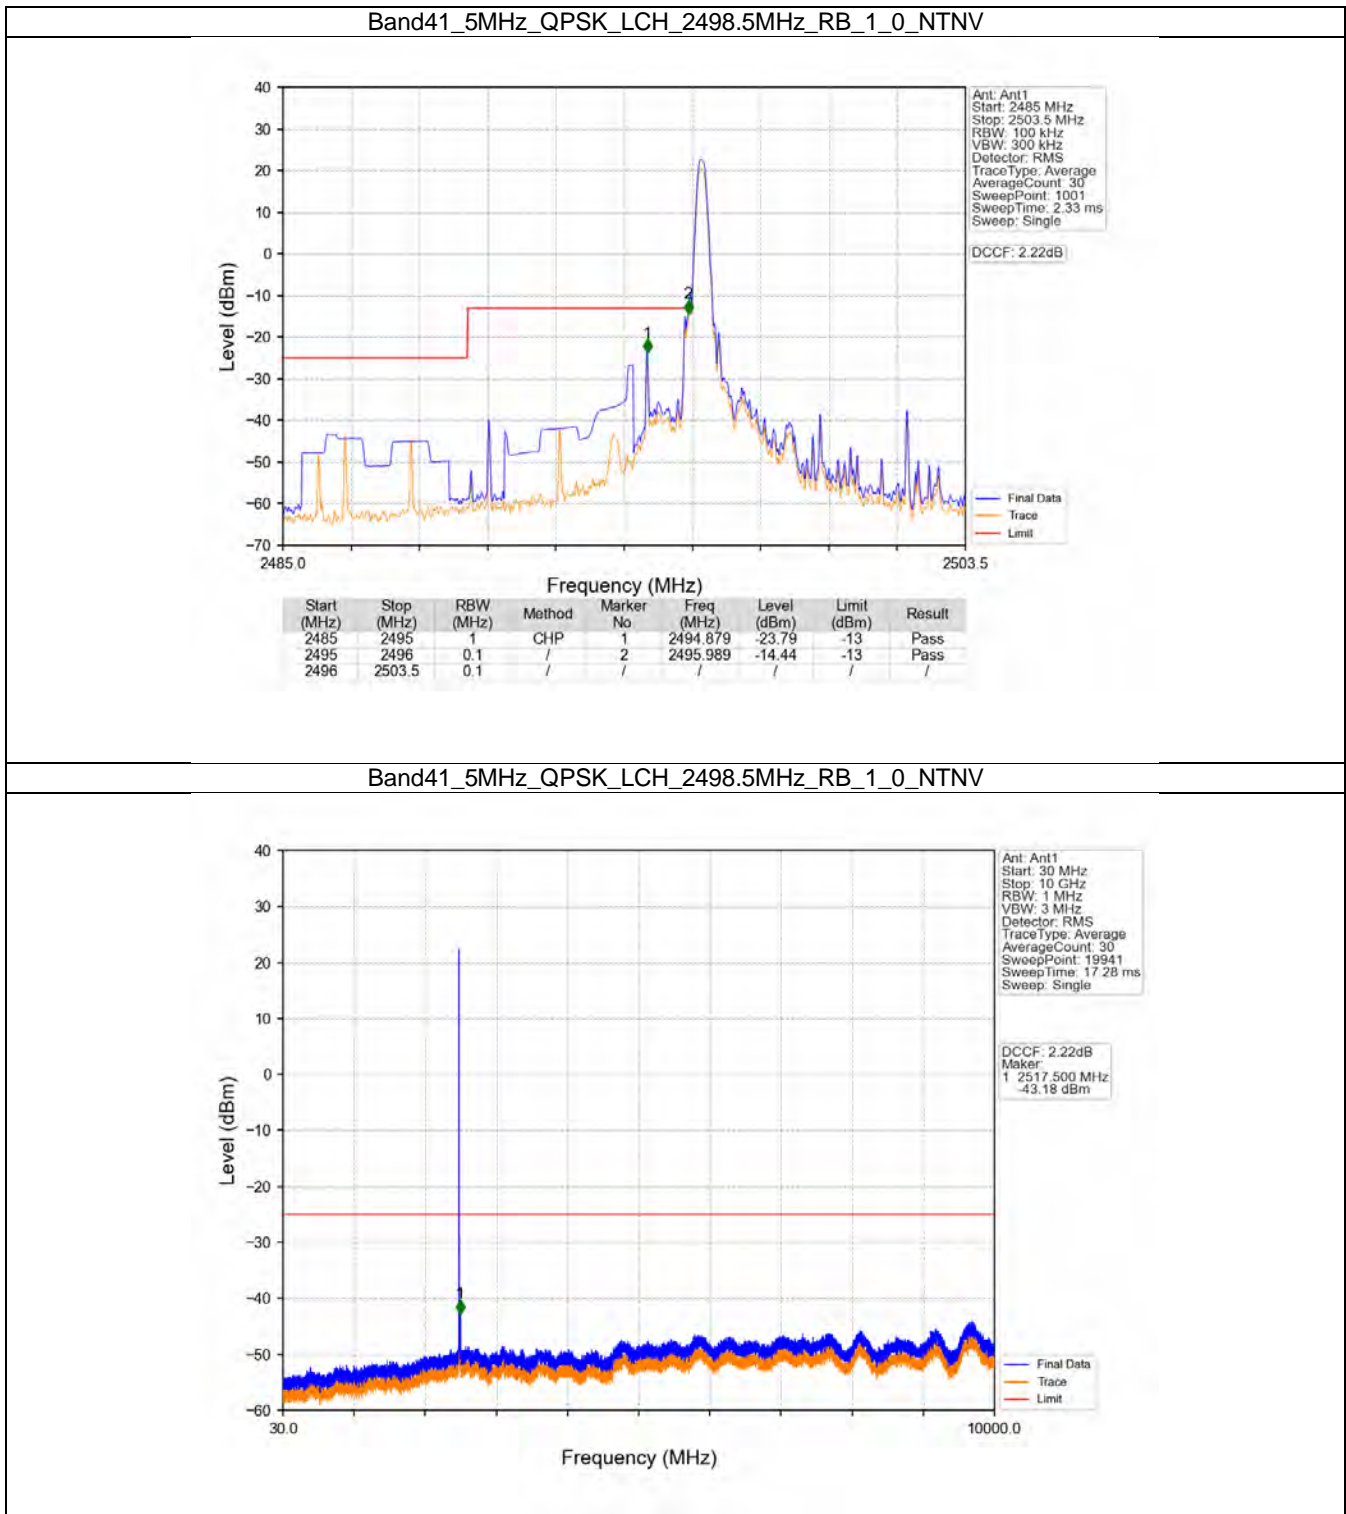 Band41_5MHz_QPSK_LCH_2498.5MHz_RB_1_0_NTNV
40
30
20
10
0
−10
−20
−30
−40
−50
−60
−70
Level (dBm)
2485.0
2503.5
Frequency (MHz)
1
2
Ant: Ant1
Start: 2485 MHz
Stop: 2503.5 MHz
RBW: 100 kHz
VBW: 300 kHz
Detector: RMS
TraceType: Average
AverageCount: 30
SweepPoint: 1001
SweepTime: 2.33 ms
Sweep: Single
DCCF: 2.22dB
Final Data
Trace
Limit
Start (MHz) Stop (MHz) RBW (MHz) Method Marker No Freq (MHz) Level (dBm) Limit (dBm) Result
2485 2495 1 CHP 1 2494.879 -23.79 -13 Pass
2495 2496 0.1 / 2 2495.989 -14.44 -13 Pass
2496 2503.5 0.1 / / / / / /
Band41_5MHz_QPSK_LCH_2498.5MHz_RB_1_0_NTNV
40
30
20
10
0
−10
−20
−30
−40
−50
−60
Level (dBm)
30.0
10000.0
Frequency (MHz)
1
Ant: Ant1
Start: 30 MHz
Stop: 10 GHz
RBW: 1 MHz
VBW: 3 MHz
Detector: RMS
TraceType: Average
AverageCount: 30
SweepPoint: 19941
SweepTime: 17.28 ms
Sweep: Single
DCCF: 2.22dB
Maker:
1 2517.500 MHz
-43.18 dBm
Final Data
Trace
Limit